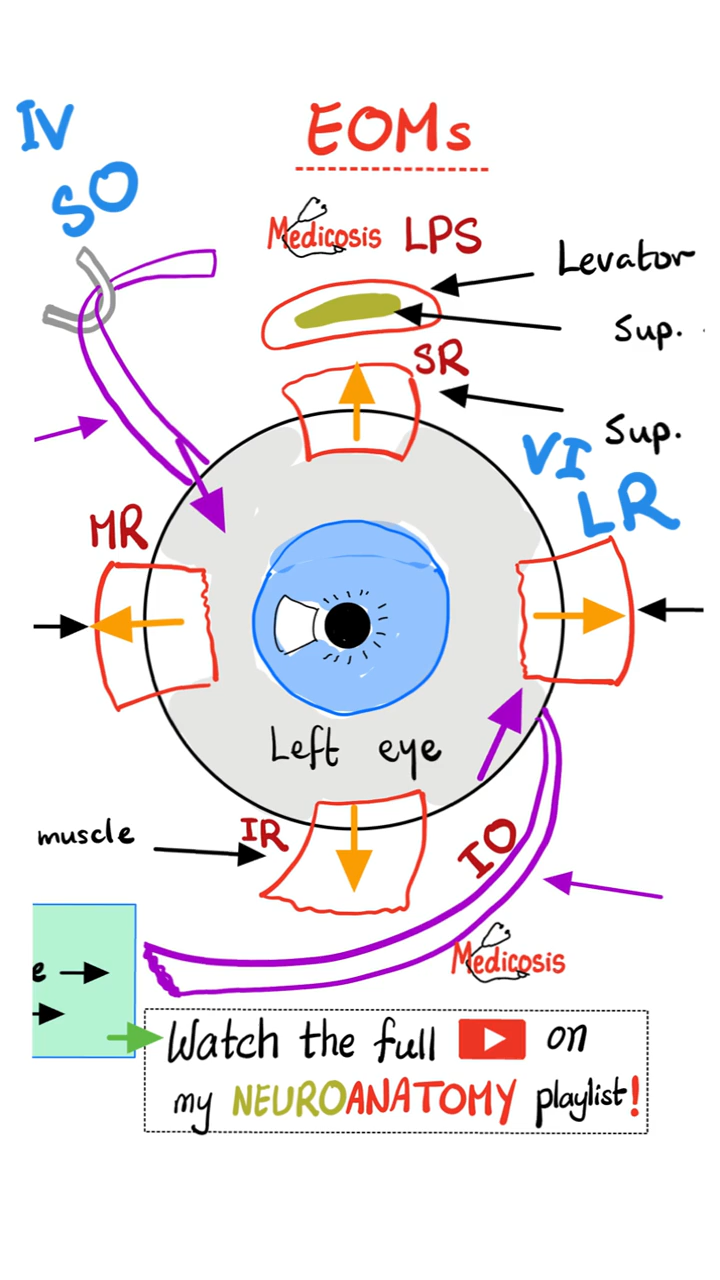 IV
EOMs
SO
Medicosis
LPS
Levator
Sup.
SR
Sup.
VI
LR
MR
Left eye
muscle
IR
IO
Medicosis
e
Watch the full on
my NEUROANATOMY playlist!